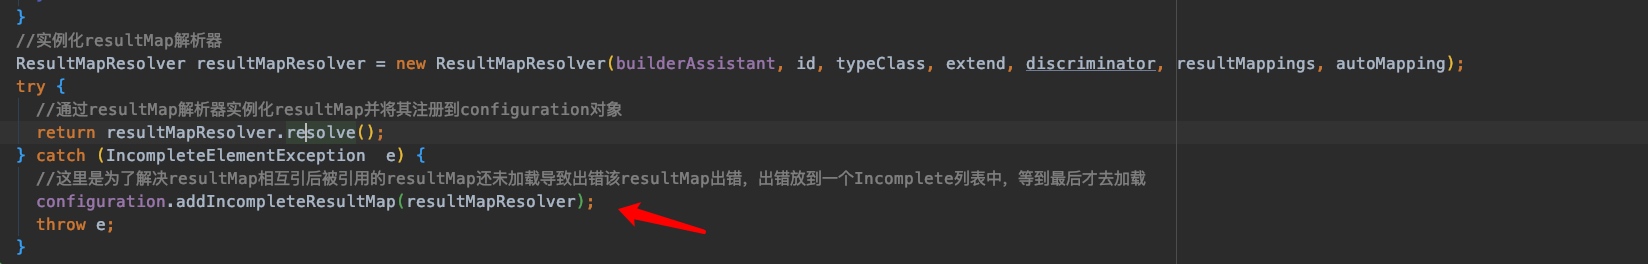 }
//实例化resultMap解析器
ResultMapResolver resultMapResolver = new ResultMapResolver(builderAssistant, id, typeClass, extend, discriminator, resultMappings, autoMapping);
try {
//通过resultMap解析器实例化resultMap并将其注册到configuration对象
return resultMapResolver.resolve();
} catch (IncompleteElementException  e) {
//这里是为了解决resultMap相互引后被引用的resultMap还未加载导致出错该resultMap出错，出错放到一个Incomplete列表中，等到最后才去加载
configuration.addIncompleteResultMap(resultMapResolver);
throw e;
}